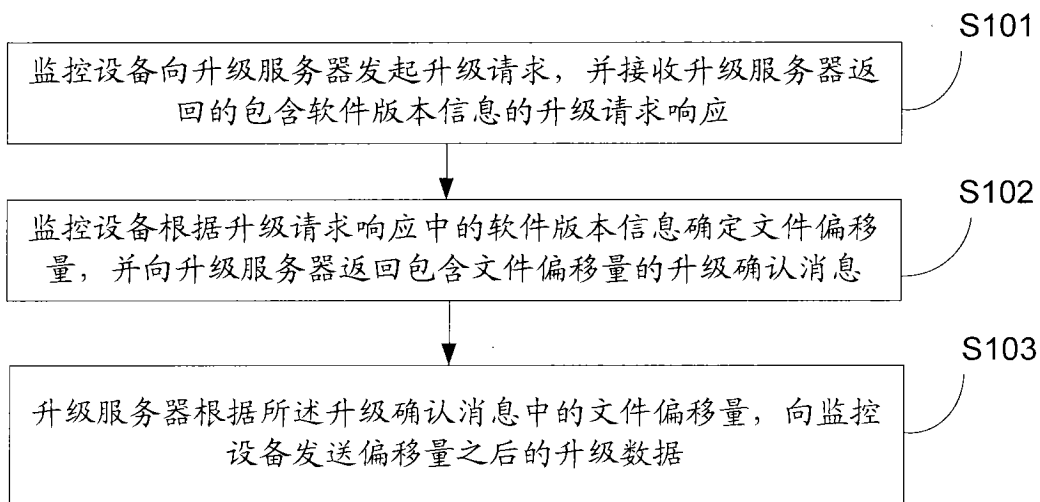 S101
监控设备向升级服务器发起升级请求，并接收升级服务器返
回的包含软件版本信息的升级请求响应
S102
监控设备根据升级请求响应中的软件版本信息确定文件偏移
量，并向升级服务器返回包含文件偏移量的升级确认消息
S103
升级服务器根据所述升级确认消息中的文件偏移量，向监控
设备发送偏移量之后的升级数据